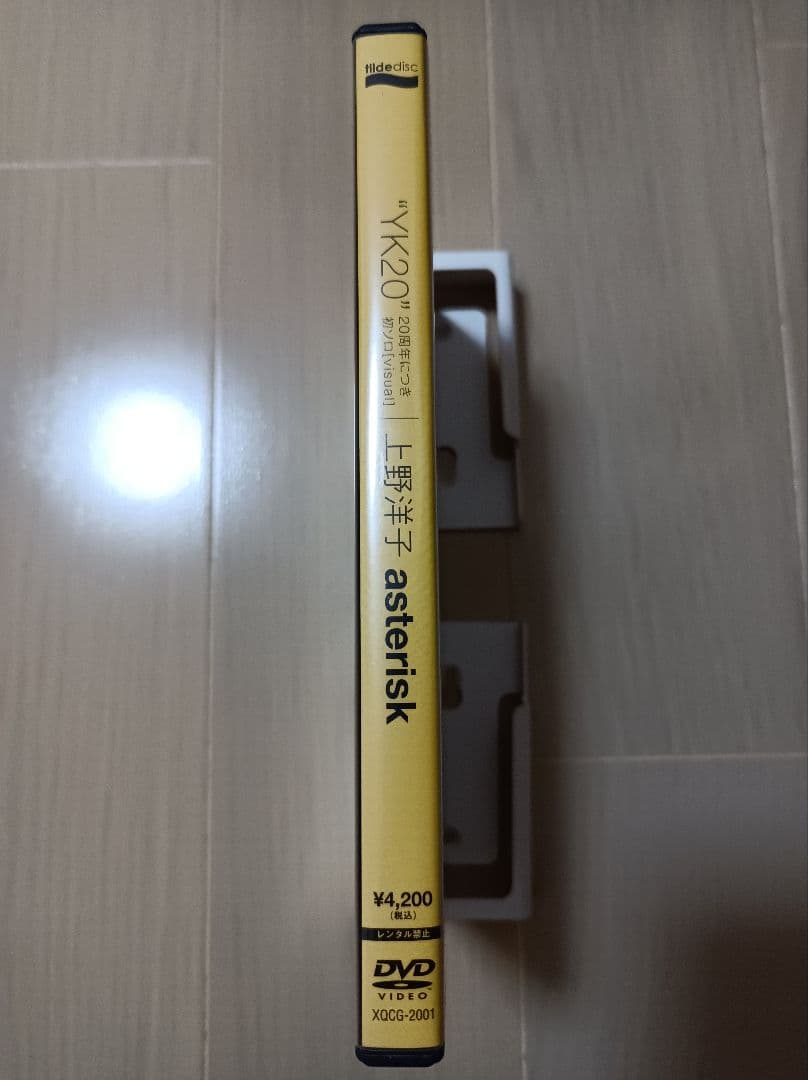 tildedisc
“YK20”
20周年につき
初ソロ[visual]
上野洋子 asterisk
¥4,200
(税込)
レンタル禁止
DVD
VIDEO
XQCG-2001